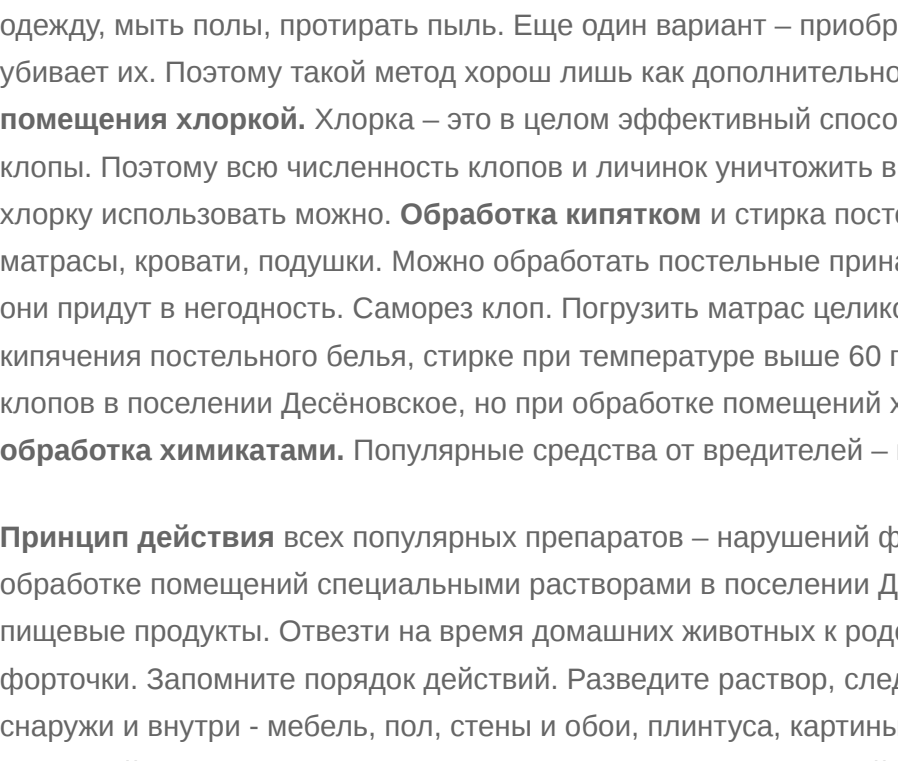 одежду, мыть полы, протирать пыль. Еще один вариант – приобр
убивает их. Поэтому такой метод хорош лишь как дополнительно
помещения хлоркой. Хлорка – это в целом эффективный спосо
клопы. Поэтому всю численность клопов и личинок уничтожить в
хлорку использовать можно. Обработка кипятком и стирка пост
матрасы, кровати, подушки. Можно обработать постельные прин
они придут в негодность. Саморез клоп. Погрузить матрас целик
кипячения постельного белья, стирке при температуре выше 60
клопов в поселении Десёновское, но при обработке помещений
обработка химикатами. Популярные средства от вредителей –
Принцип действия всех популярных препаратов – нарушений
обработке помещений специальными растворами в поселении Д
пищевые продукты. Отвезти на время домашних животных к род
форточки. Запомните порядок действий. Разведите раствор, сле
снаружи и внутри - мебель, пол, стены и обои, плинтуса, картины